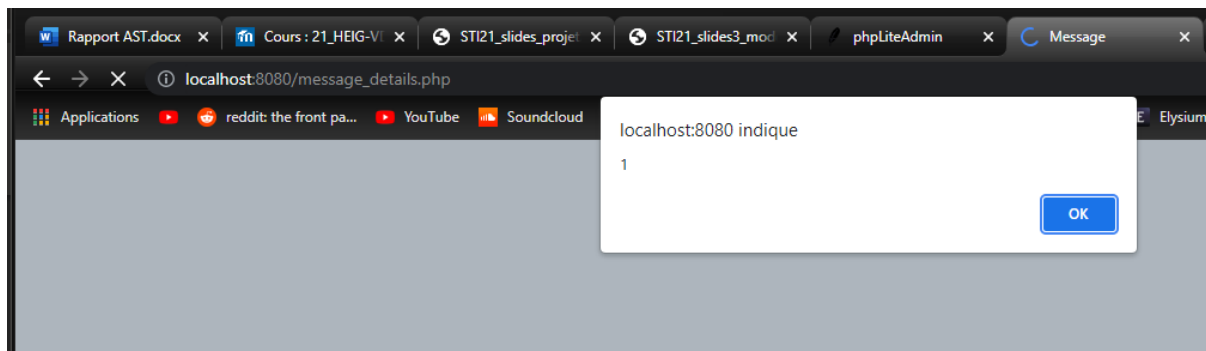 Rapport AST.docx
Cours : 21_HEIG-V
STI21_slides_projet
STI21_slides3_mod
phpLiteAdmin
Message
localhost:8080/message_details.php
Applications
reddit: the front pa...
YouTube
Soundcloud
Elysium
localhost:8080 indique
1
OK